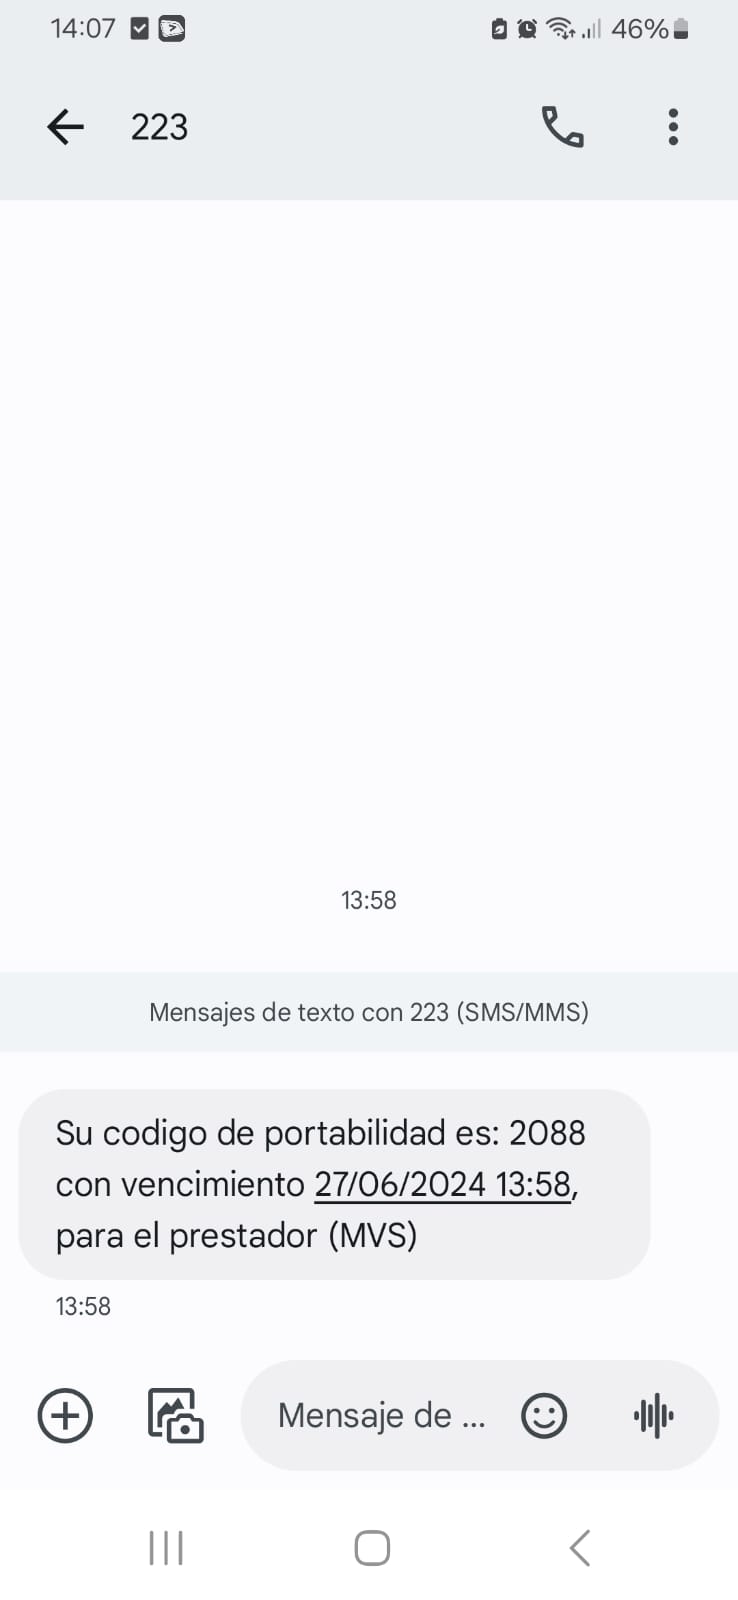 14:07
46%
223
13:58
Mensajes de texto con 223 (SMS/MMS)
Su codigo de portabilidad es: 2088
con vencimiento 27/06/2024 13:58,
para el prestador (MVS)
13:58
Mensaje de ...